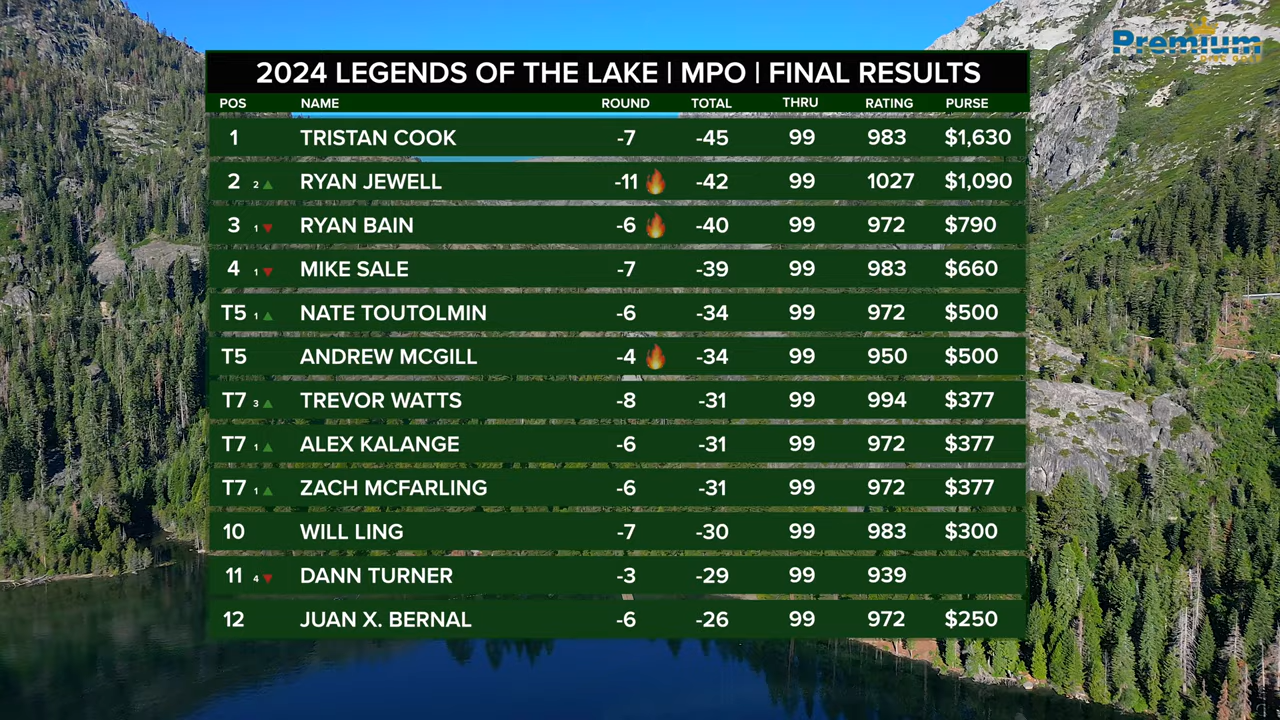 Premium
DISC GOLF
2024 LEGENDS OF THE LAKE | MPO | FINAL RESULTS
POS NAME ROUND TOTAL THRU RATING PURSE
1 TRISTAN COOK -7 -45 99 983 $1,630
2 2 RYAN JEWELL -11 -42 99 1027 $1,090
3 1 RYAN BAIN -6 -40 99 972 $790
4 1 MIKE SALE -7 -39 99 983 $660
T5 1 NATE TOUTOLMIN -6 -34 99 972 $500
T5 ANDREW MCGILL -4 -34 99 950 $500
T7 3 TREVOR WATTS -8 -31 99 994 $377
T7 1 ALEX KALANGE -6 -31 99 972 $377
T7 1 ZACH MCFARLING -6 -31 99 972 $377
10 WILL LING -7 -30 99 983 $300
11 4 DANN TURNER -3 -29 99 939
12 JUAN X. BERNAL -6 -26 99 972 $250